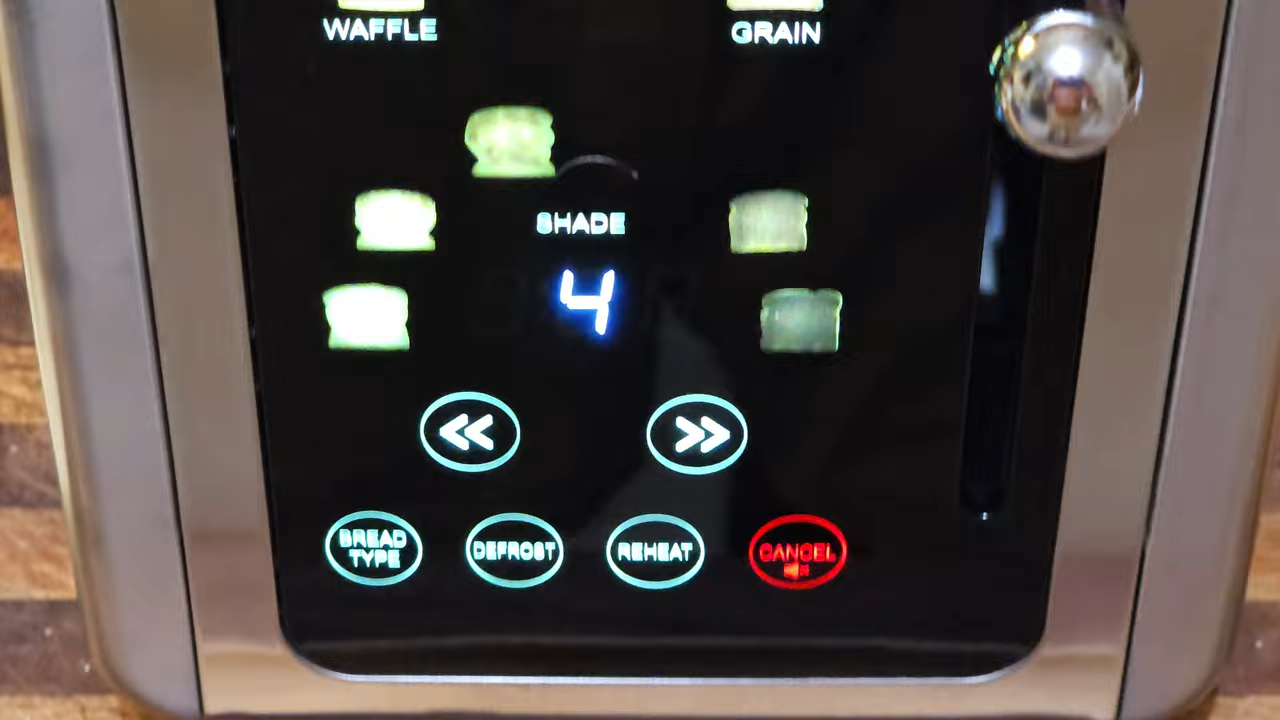 WAFFLE
GRAIN
SHADE
4
BREAD
TYPE
DEFROST
REHEAT
CANCEL